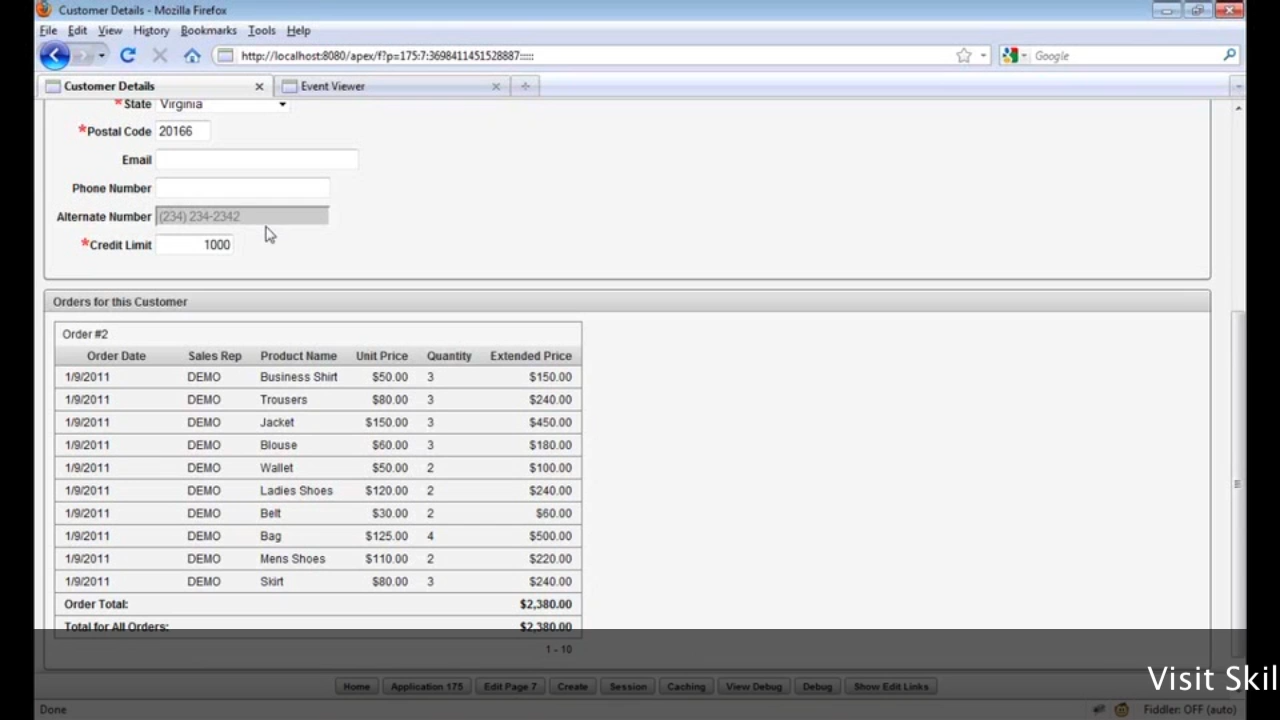 Customer Details - Mozilla Firefox
File Edit View History Bookmarks Tools Help
http://localhost:8080/apex/f?p=175:7:3698411451528887:::::
Google
Customer Details
Event Viewer
*State Virginia
*Postal Code 20166
Email
Phone Number
Alternate Number (234) 234-2342
*Credit Limit 1000
Orders for this Customer
Order #2
Order Date Sales Rep Product Name Unit Price Quantity Extended Price
1/9/2011 DEMO Business Shirt $50.00 3 $150.00
1/9/2011 DEMO Trousers $80.00 3 $240.00
1/9/2011 DEMO Jacket $150.00 3 $450.00
1/9/2011 DEMO Blouse $60.00 3 $180.00
1/9/2011 DEMO Wallet $50.00 2 $100.00
1/9/2011 DEMO Ladies Shoes $120.00 2 $240.00
1/9/2011 DEMO Belt $30.00 2 $60.00
1/9/2011 DEMO Bag $125.00 4 $500.00
1/9/2011 DEMO Mens Shoes $110.00 2 $220.00
1/9/2011 DEMO Skirt $80.00 3 $240.00
Order Total: $2,380.00
Total for All Orders: $2,380.00
1 - 10
Visit Skil
Home Application 175 Edit Page 7 Create Session Caching View Debug Debug Show Edit Links
Done
Fiddler: OFF (auto)